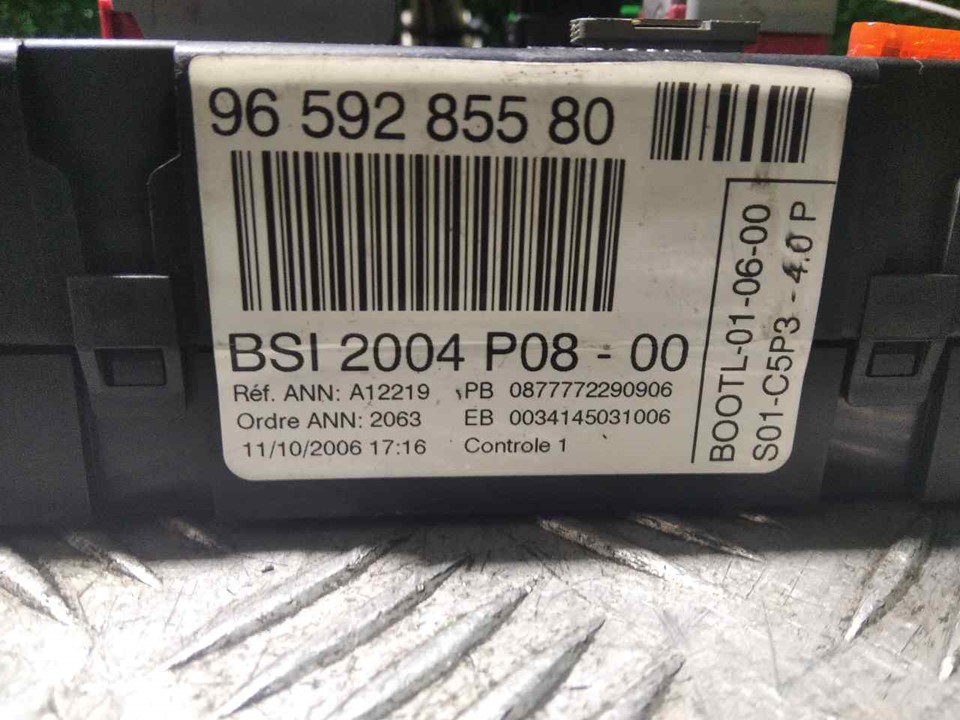 96 592 855 80
BSI 2004 P08 - 00
Réf. ANN: A12219 PB 0877772290906
Ordre ANN: 2063 EB 0034145031006
11/10/2006 17:16 Controle 1
BOOTL-01-06-00
S01-C5P3 - 4.0 P